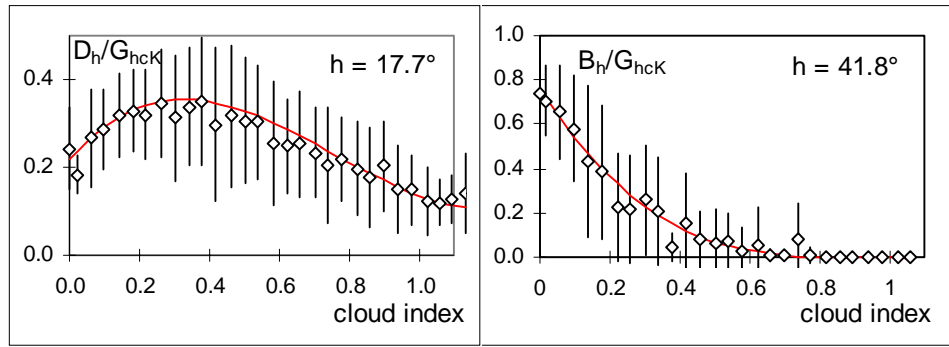 D_h/G_hcK
h = 17.7°
0.4
0.2
0.0
0.0 0.2 0.4 0.6 0.8 1.0
cloud index
1.0
B_h/G_hcK
h = 41.8°
0.8
0.6
0.4
0.2
0.0
0 0.2 0.4 0.6 0.8 1
cloud index